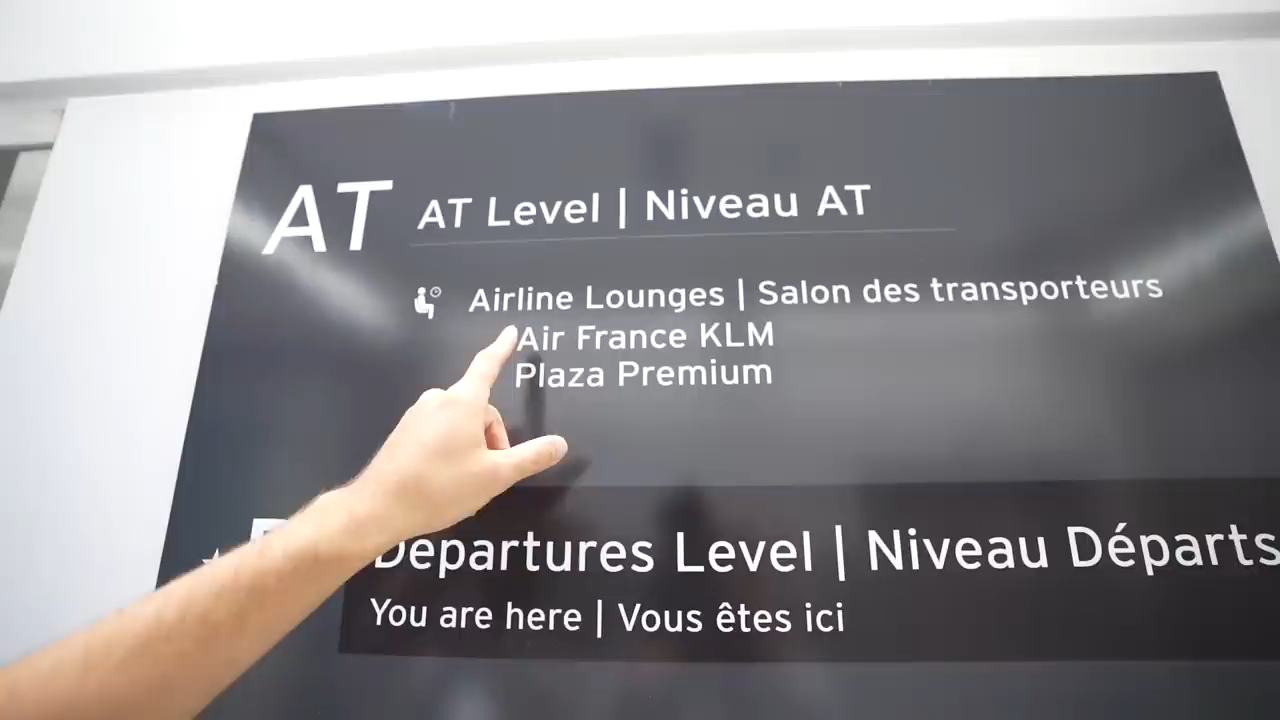 AT AT Level | Niveau AT
Airline Lounges | Salon des transporteurs
Air France KLM
Plaza Premium
Departures Level | Niveau Départs
You are here | Vous êtes ici